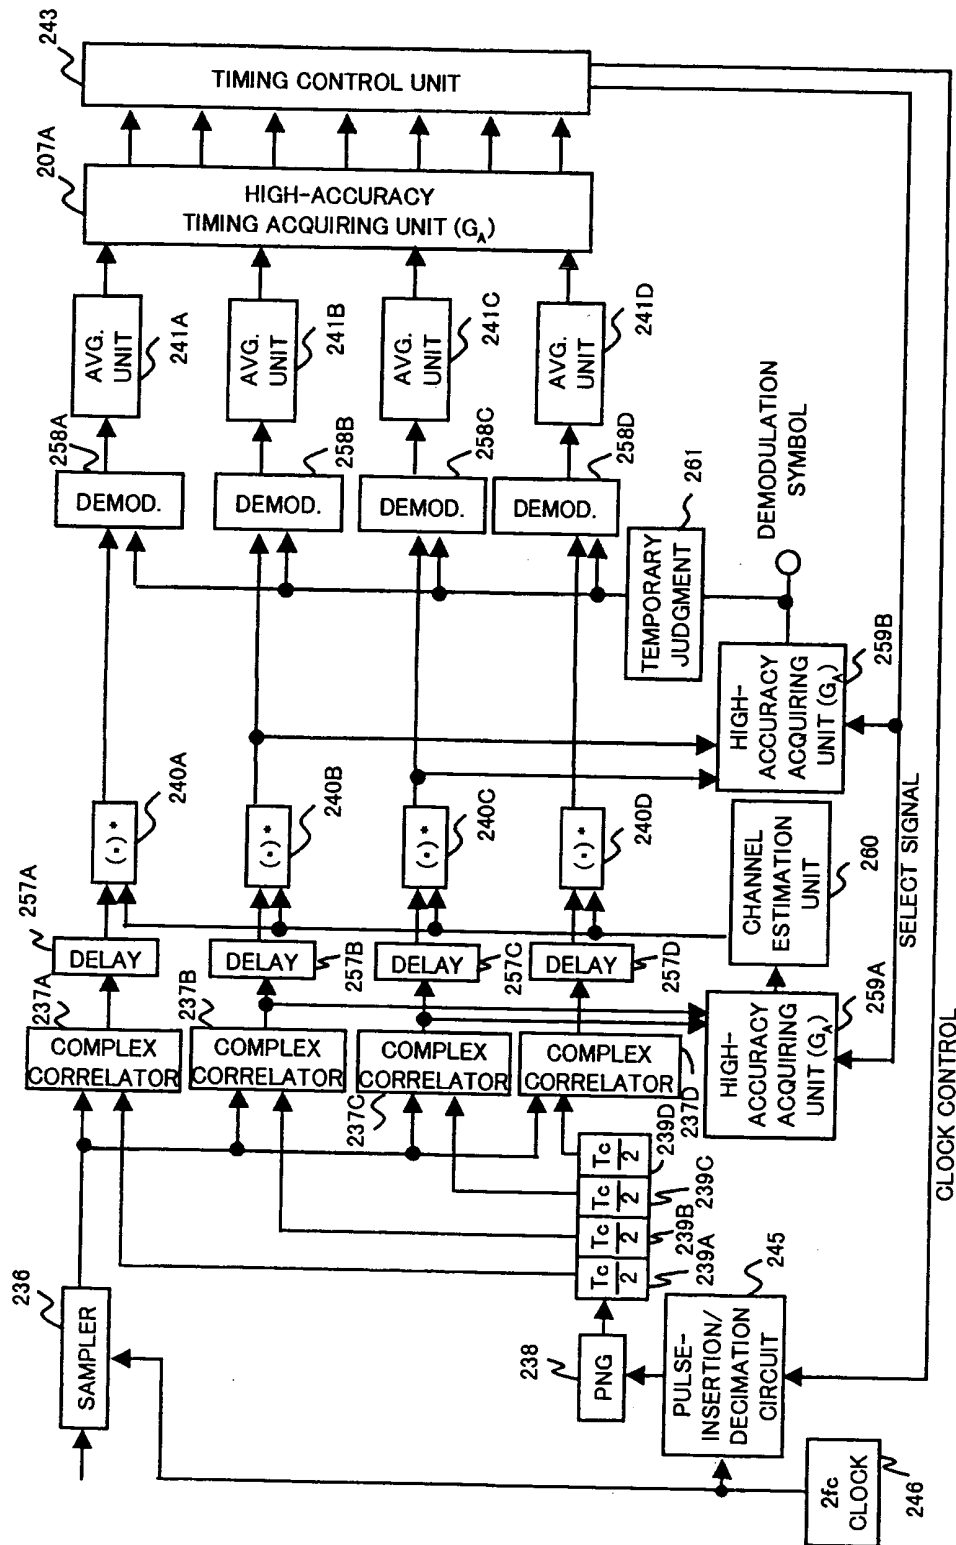 243
TIMING CONTROL UNIT
207A
HIGH-ACCURACY
TIMING ACQUIRING UNIT (GA)
AVG.
UNIT
241A
AVG.
UNIT
241B
AVG.
UNIT
241C
AVG.
UNIT
241D
258A
DEMOD.
258B
DEMOD.
258C
DEMOD.
258D
DEMOD.
261
TEMPORARY
JUDGMENT
DEMODULATION
SYMBOL
(•)*
240A
(•)*
240B
(•)*
240C
(•)*
240D
HIGH-
ACCURACY
ACQUIRING
UNIT (GA)
259B
257A
DELAY
DELAY
257B
DELAY
257C
DELAY
257D
CHANNEL
ESTIMATION
UNIT
260
SELECT SIGNAL
237A
COMPLEX
CORRELATOR
237B
COMPLEX
CORRELATOR
237C
COMPLEX
CORRELATOR
237D
COMPLEX
CORRELATOR
HIGH-
ACCURACY
ACQUIRING
UNIT (GA)
259A
CLOCK CONTROL
236
SAMPLER
Tc
2
239A
Tc
2
239B
Tc
2
239C
Tc
2
239D
238
PNG
PULSE-
INSERTION/
DECIMATION
CIRCUIT
245
2fc
CLOCK
246